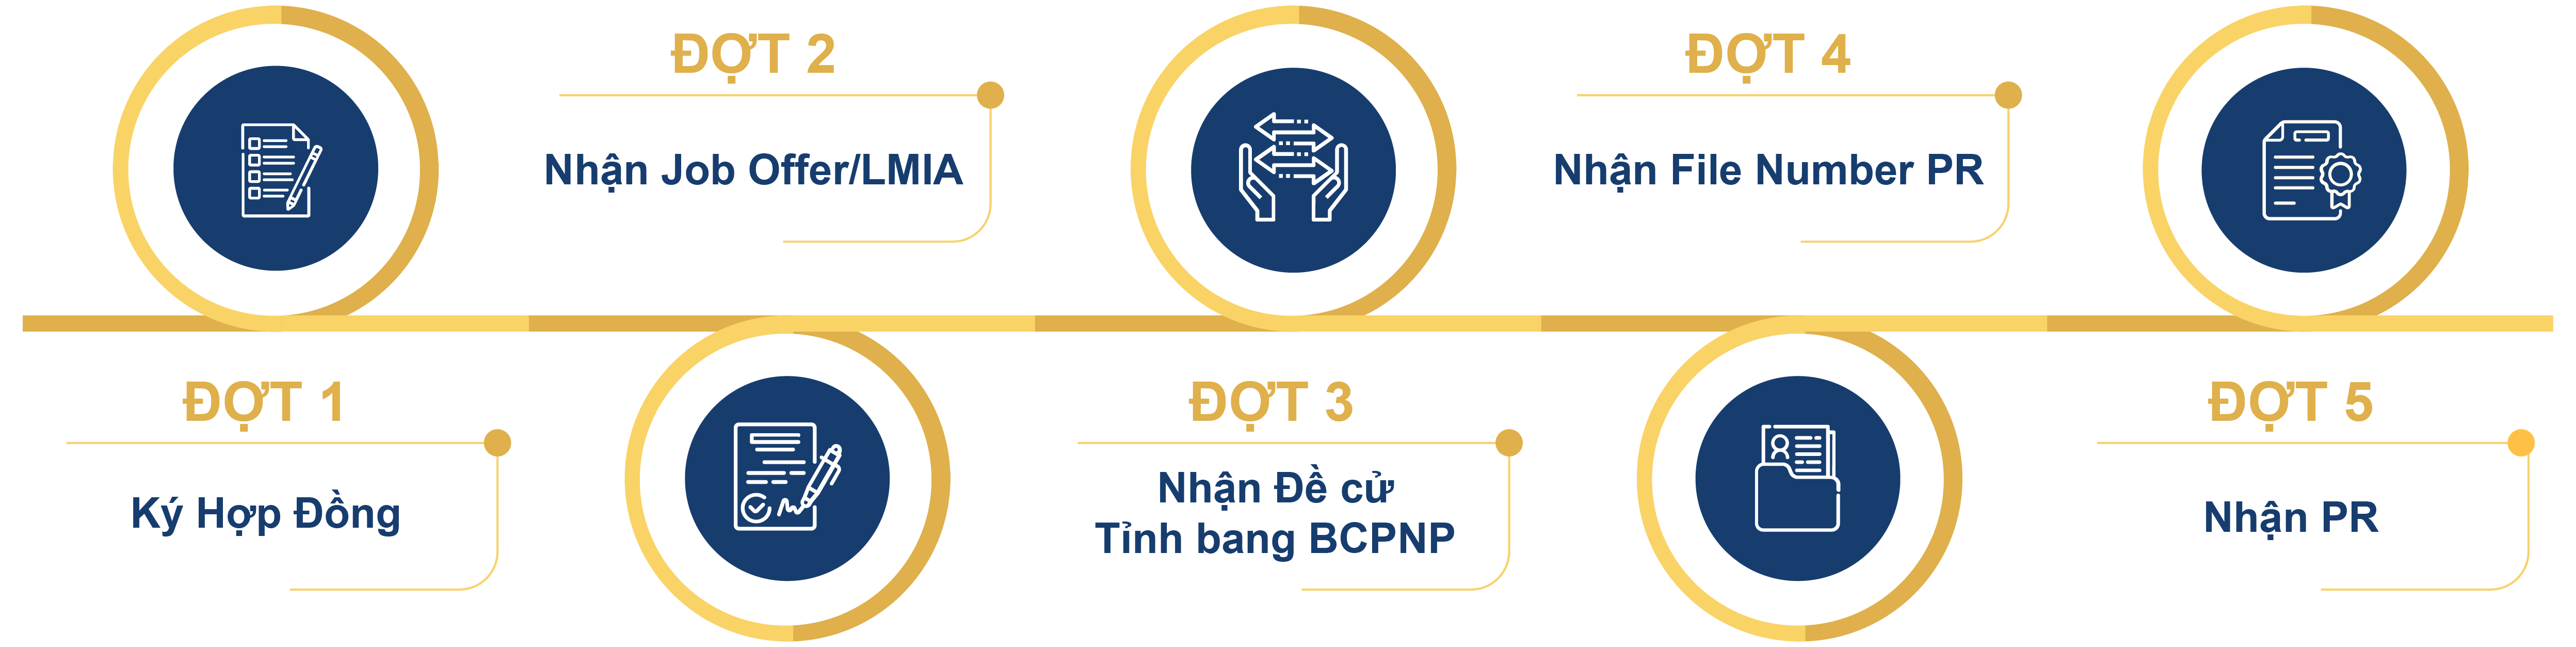 ĐỢT 1
Ký Hợp Đồng
ĐỢT 2
Nhận Job Offer/LMIA
ĐỢT 3
Nhận Đề cử
Tỉnh bang BCPNP
ĐỢT 4
Nhận File Number PR
ĐỢT 5
Nhận PR